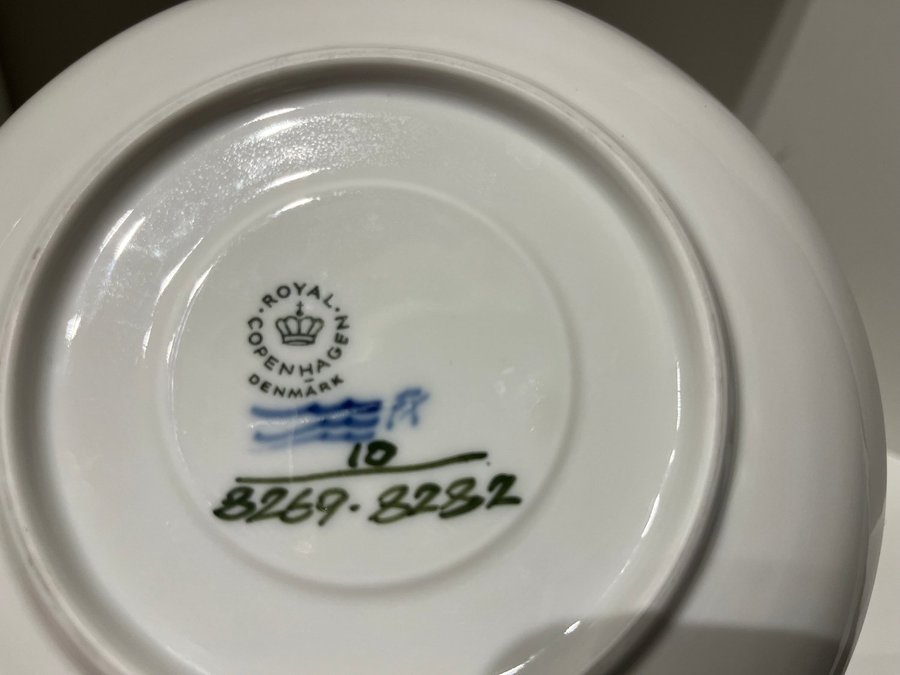 ROYAL
COPENHAGEN
DENMARK
10
8269·8282